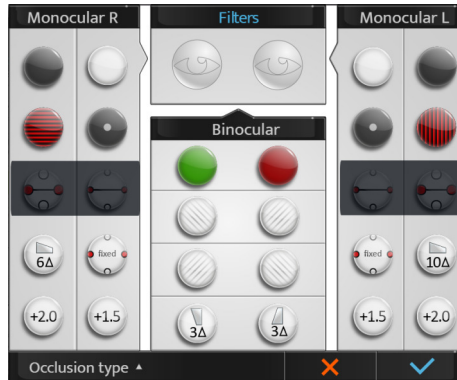 Monocular R
Filters
Monocular L
Binocular
6Δ
fixed
fixed
10Δ
+2.0
+1.5
3Δ
3Δ
+1.5
+2.0
Occlusion type